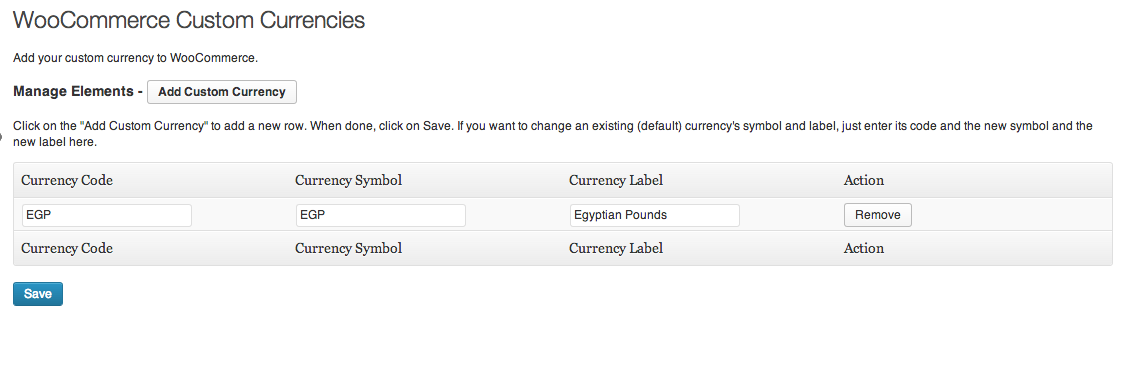 WooCommerce Custom Currencies
Add your custom currency to WooCommerce.
Manage Elements - Add Custom Currency
Click on the "Add Custom Currency" to add a new row. When done, click on Save. If you want to change an existing (default) currency's symbol and label, just enter its code and the new symbol and the
new label here.
Currency Code Currency Symbol Currency Label Action
EGP EGP Egyptian Pounds Remove
Currency Code Currency Symbol Currency Label Action
Save